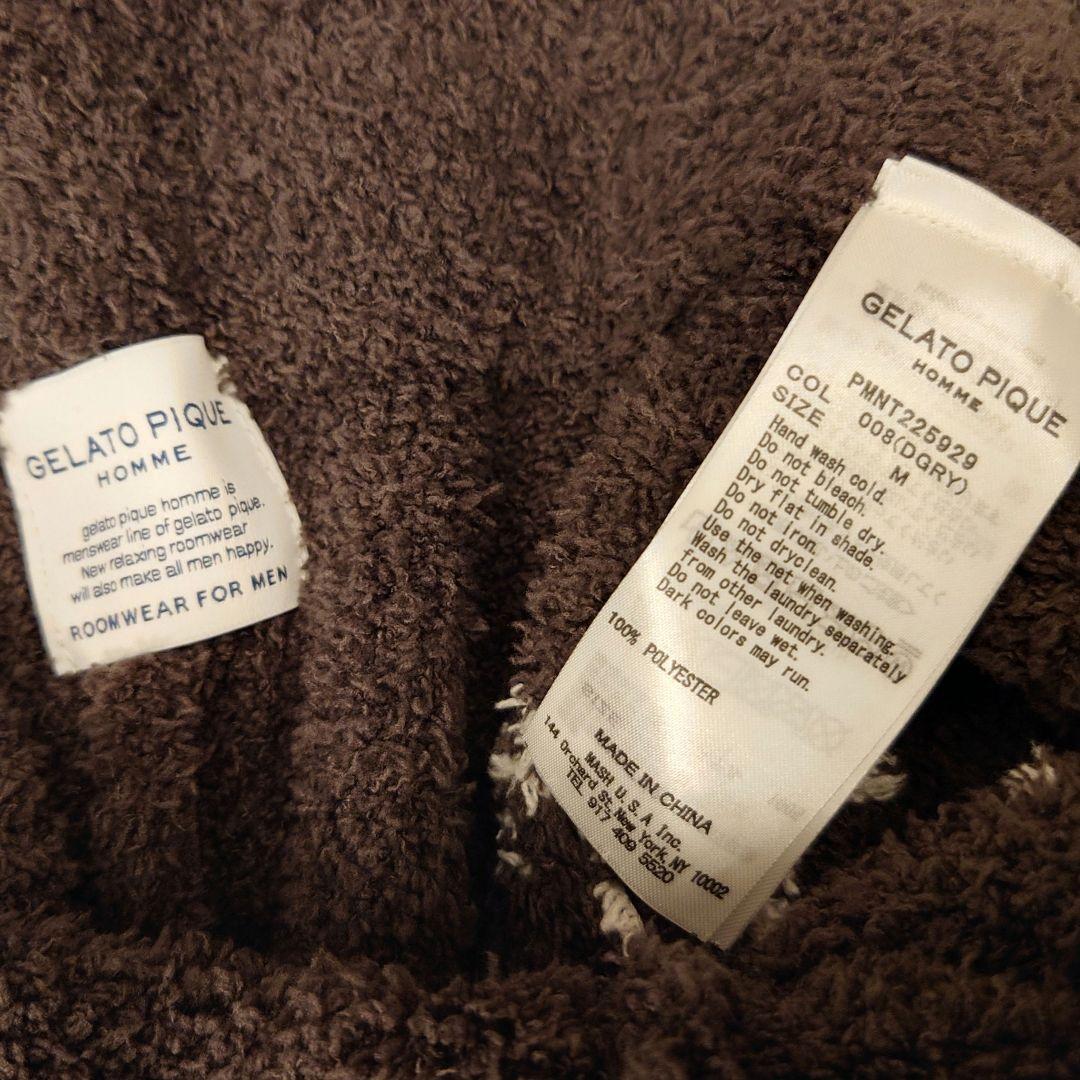 GELATO PIQUE
HOMME
gelato pique homme is
menswear line of gelato pique.
New relaxing roomwear
will also make all men happy.
ROOMWEAR FOR MEN
GELATO PIQUE
HOMME
PMNT225929
COL 008(DGRY)
SIZE M
Hand wash cold.
Do not bleach.
Do not tumble dry.
Dry flat in shade.
Do not iron.
Do not dryclean.
Use the net when washing.
Wash the laundry separately
from other laundry.
Do not leave wet.
Dark colors may run.
100% POLYESTER
MADE IN CHINA
WASH U.S.A Inc.
144 Orchard St.New York,NY 10002
TEL 917 409 5520